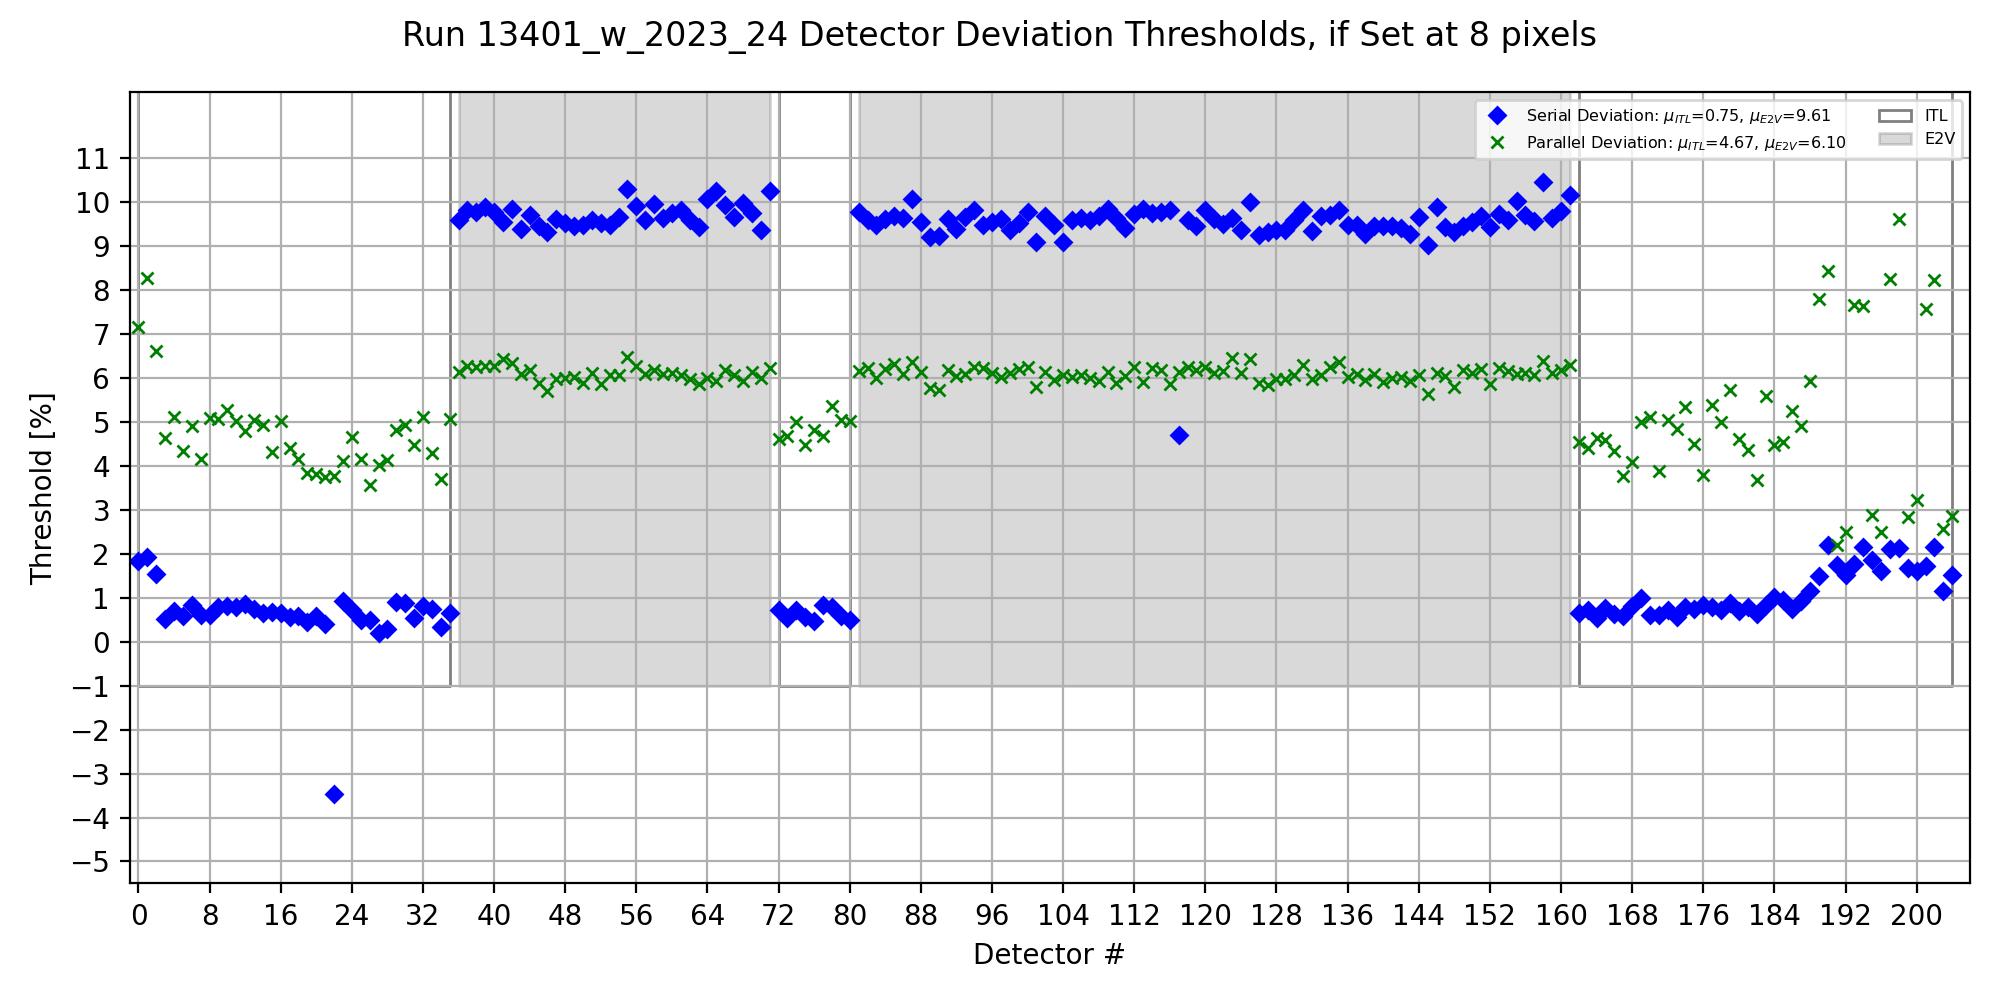 Run 13401_w_2023_24 Detector Deviation Thresholds, if Set at 8 pixels
Serial Deviation: μITL=0.75, μE2V=9.61
Parallel Deviation: μITL=4.67, μE2V=6.10
ITL
E2V
Threshold [%]
11
10
9
8
7
6
5
4
3
2
1
0
−1
−2
−3
−4
−5
0 8 16 24 32 40 48 56 64 72 80 88 96 104 112 120 128 136 144 152 160 168 176 184 192 200
Detector #